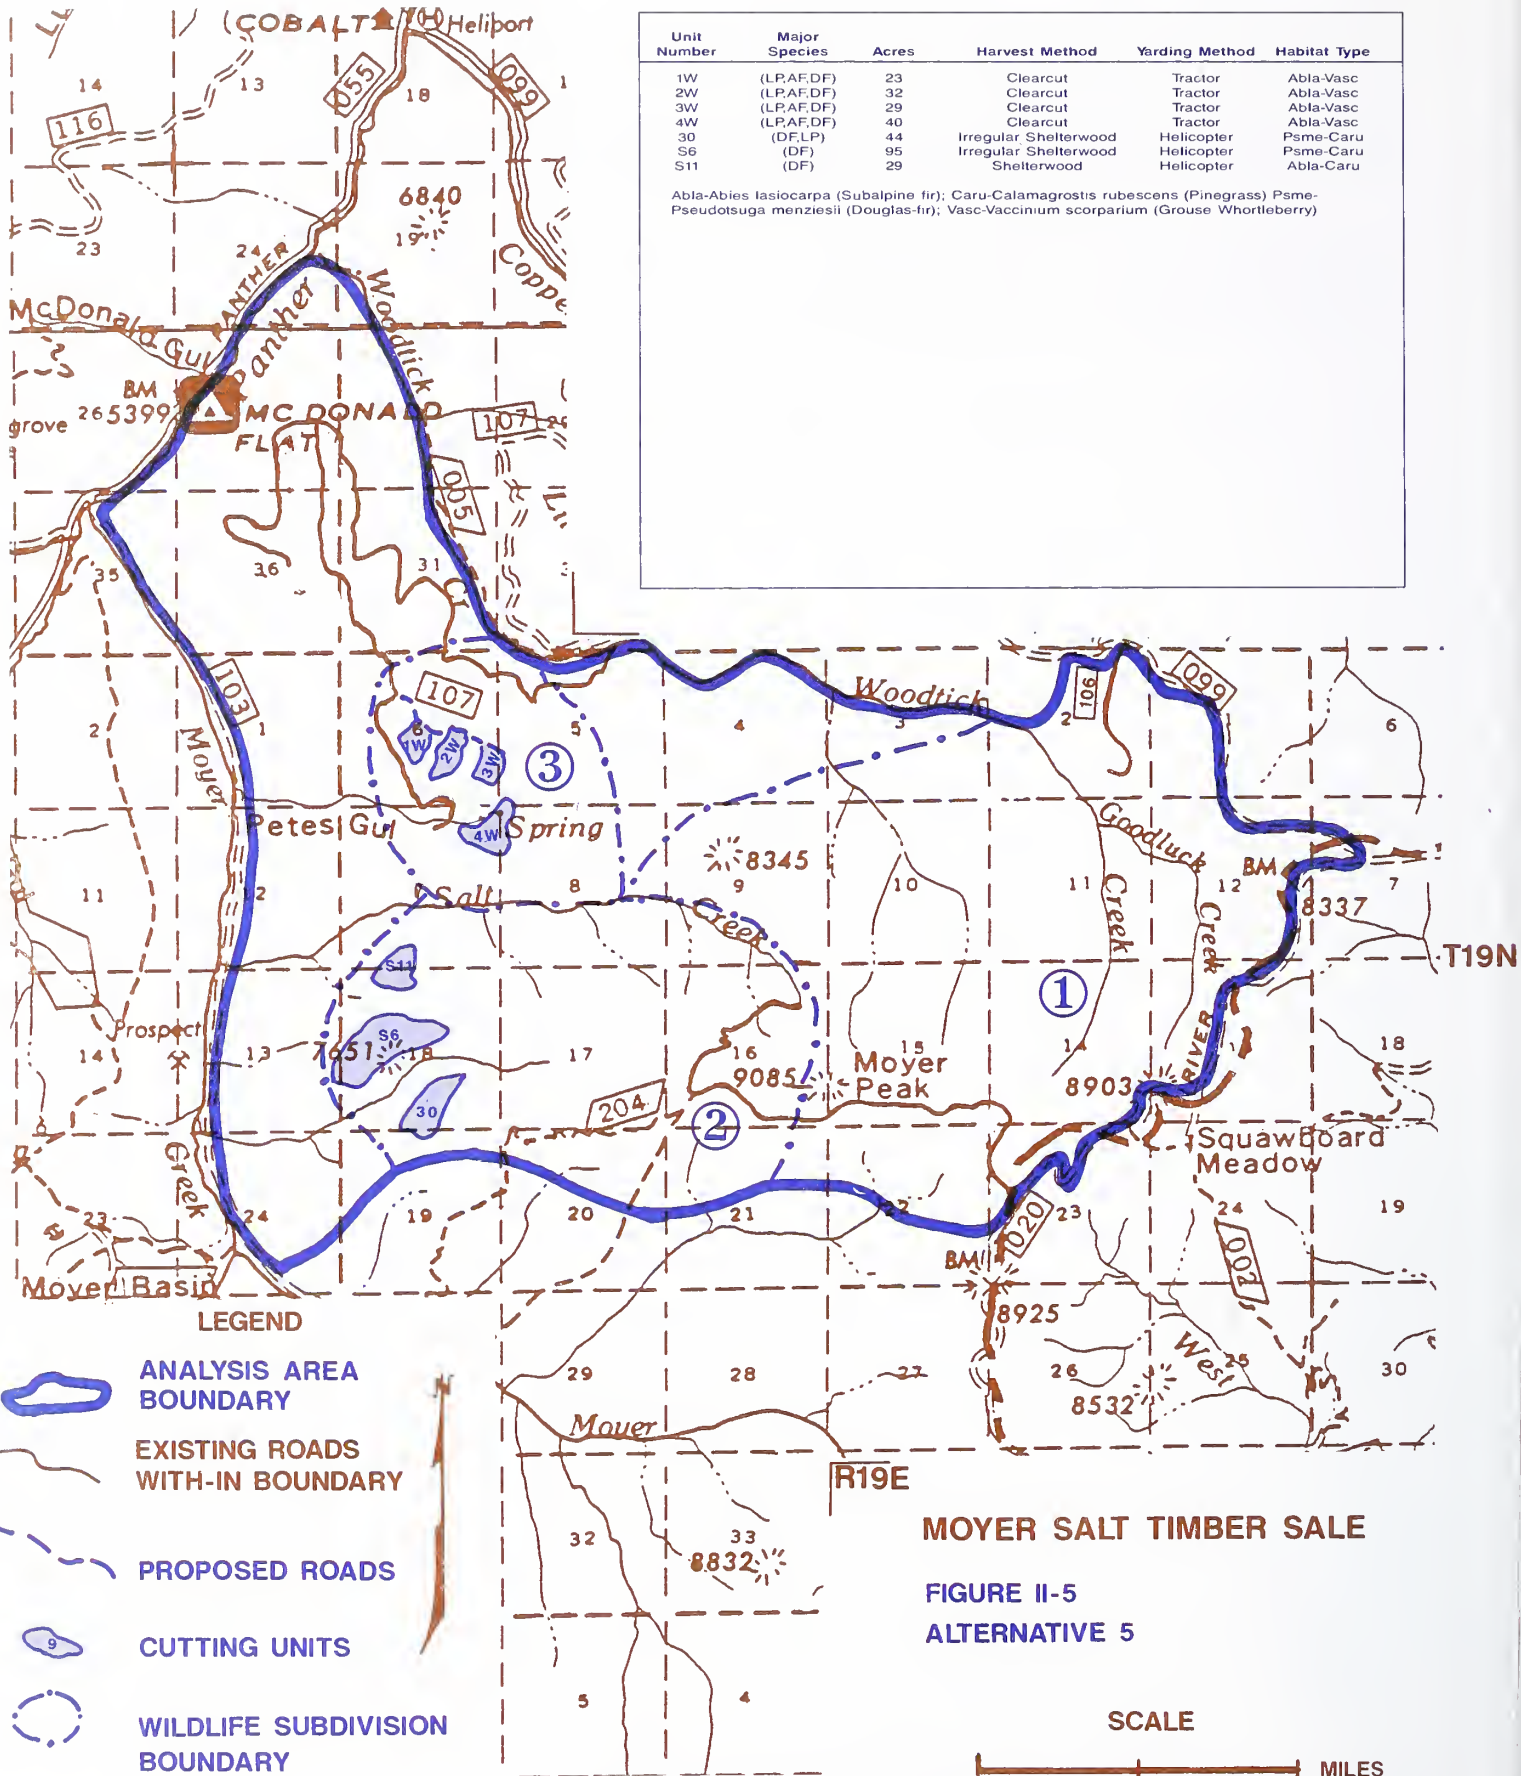 COBALT
H Heliport
14
13
055
18
099
116
6840
19
23
24
PANTHER
Panther
Woodtick
Coppe
McDonald Gul
BM
265399
grove
MC DONALD
FLAT
107
005
Cr
35
36
31
Unit Number Major Species Acres Harvest Method Yarding Method Habitat Type
1W (LP,AF,DF) 23 Clearcut Tractor Abla-Vasc
2W (LP,AF,DF) 32 Clearcut Tractor Abla-Vasc
3W (LP,AF,DF) 29 Clearcut Tractor Abla-Vasc
4W (LP,AF,DF) 40 Clearcut Tractor Abla-Vasc
30 (DF,LP) 44 Irregular Shelterwood Helicopter Psme-Caru
S6 (DF) 95 Irregular Shelterwood Helicopter Psme-Caru
S11 (DF) 29 Shelterwood Helicopter Abla-Caru
Abla-Abies lasiocarpa (Subalpine fir); Caru-Calamagrostis rubescens (Pinegrass) Psme-
Pseudotsuga menziesii (Douglas-fir); Vasc-Vaccinium scorparium (Grouse Whortleberry)
103
107
Woodtick
106
099
2
1
6
5
4
3
2
6
Moyer
1W
2W
3W
3
Petes Gul
4W
Spring
Goodluck
8345
BM
11
12
Salt
8
9
10
11
Creek
12
7
8337
Creek
Creek
T19N
S11
1
Prospect
14
13
7651
S6
18
17
16
9085
15
Moyer
Peak
14
RIVER
18
8903
30
204
2
Squawboard
Meadow
Creek
23
24
19
20
21
22
020
23
24
19
002
BM
8925
Moyer Basin
29
28
27
26
West
25
30
8532
Moyer
R19E
32
33
8832
5
4
LEGEND
ANALYSIS AREA
BOUNDARY
EXISTING ROADS
WITH-IN BOUNDARY
PROPOSED ROADS
9
CUTTING UNITS
WILDLIFE SUBDIVISION
BOUNDARY
N
MOYER SALT TIMBER SALE
FIGURE II-5
ALTERNATIVE 5
SCALE
MILES